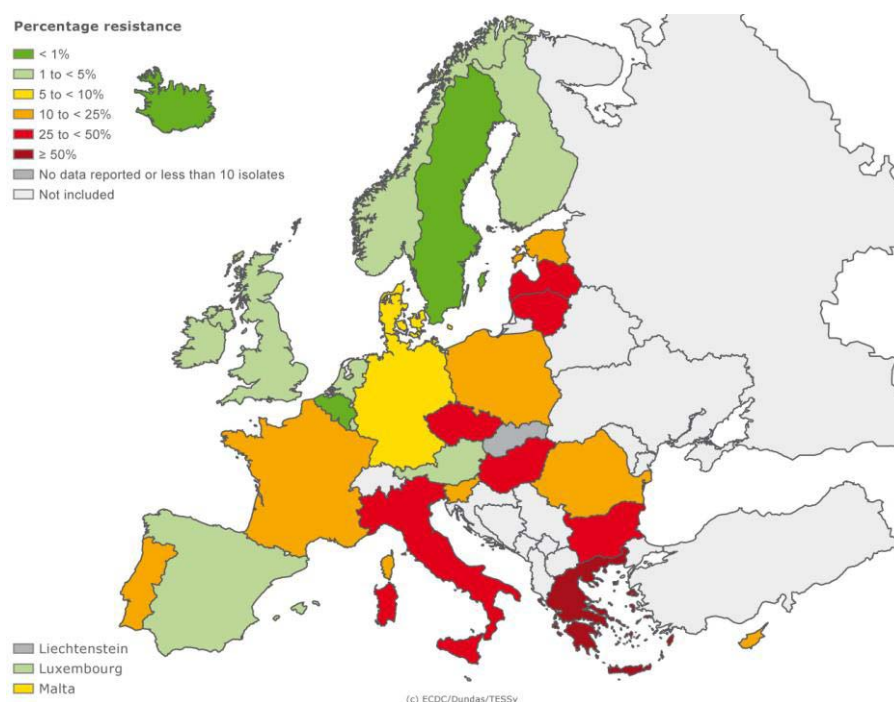 Percentage resistance
< 1%
1 to < 5%
5 to < 10%
10 to < 25%
25 to < 50%
≥ 50%
No data reported or less than 10 isolates
Not included
Liechtenstein
Luxembourg
Malta
(c) ECDC/Dundas/TESSy